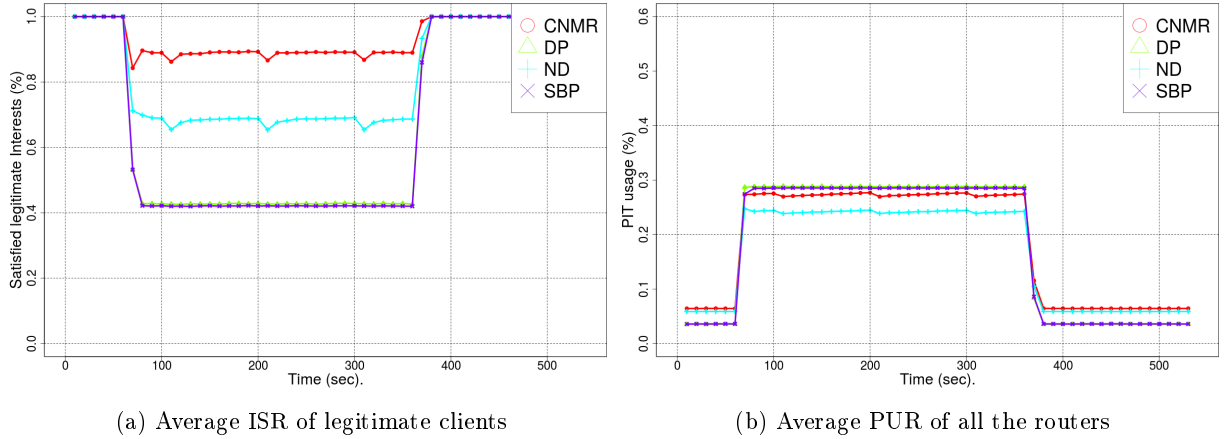 1.0
0.8
0.6
0.4
0.2
0.0
Satisfied legitimate Interests (%)
0
100
200
300
400
500
Time (sec).
CNMR
DP
ND
SBP
(a) Average ISR of legitimate clients
0.6
0.5
0.4
0.3
0.2
0.1
0.0
PIT usage (%)
0
100
200
300
400
500
Time (sec).
CNMR
DP
ND
SBP
(b) Average PUR of all the routers